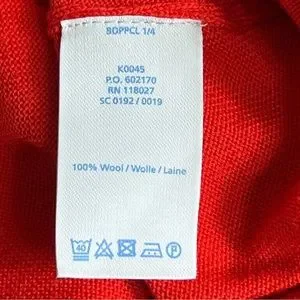 BDPPCL 1/4
K0045
P.O. 602170
RN 118027
SC 0192 / 0019
100% Wool / Wolle / Laine
40
P